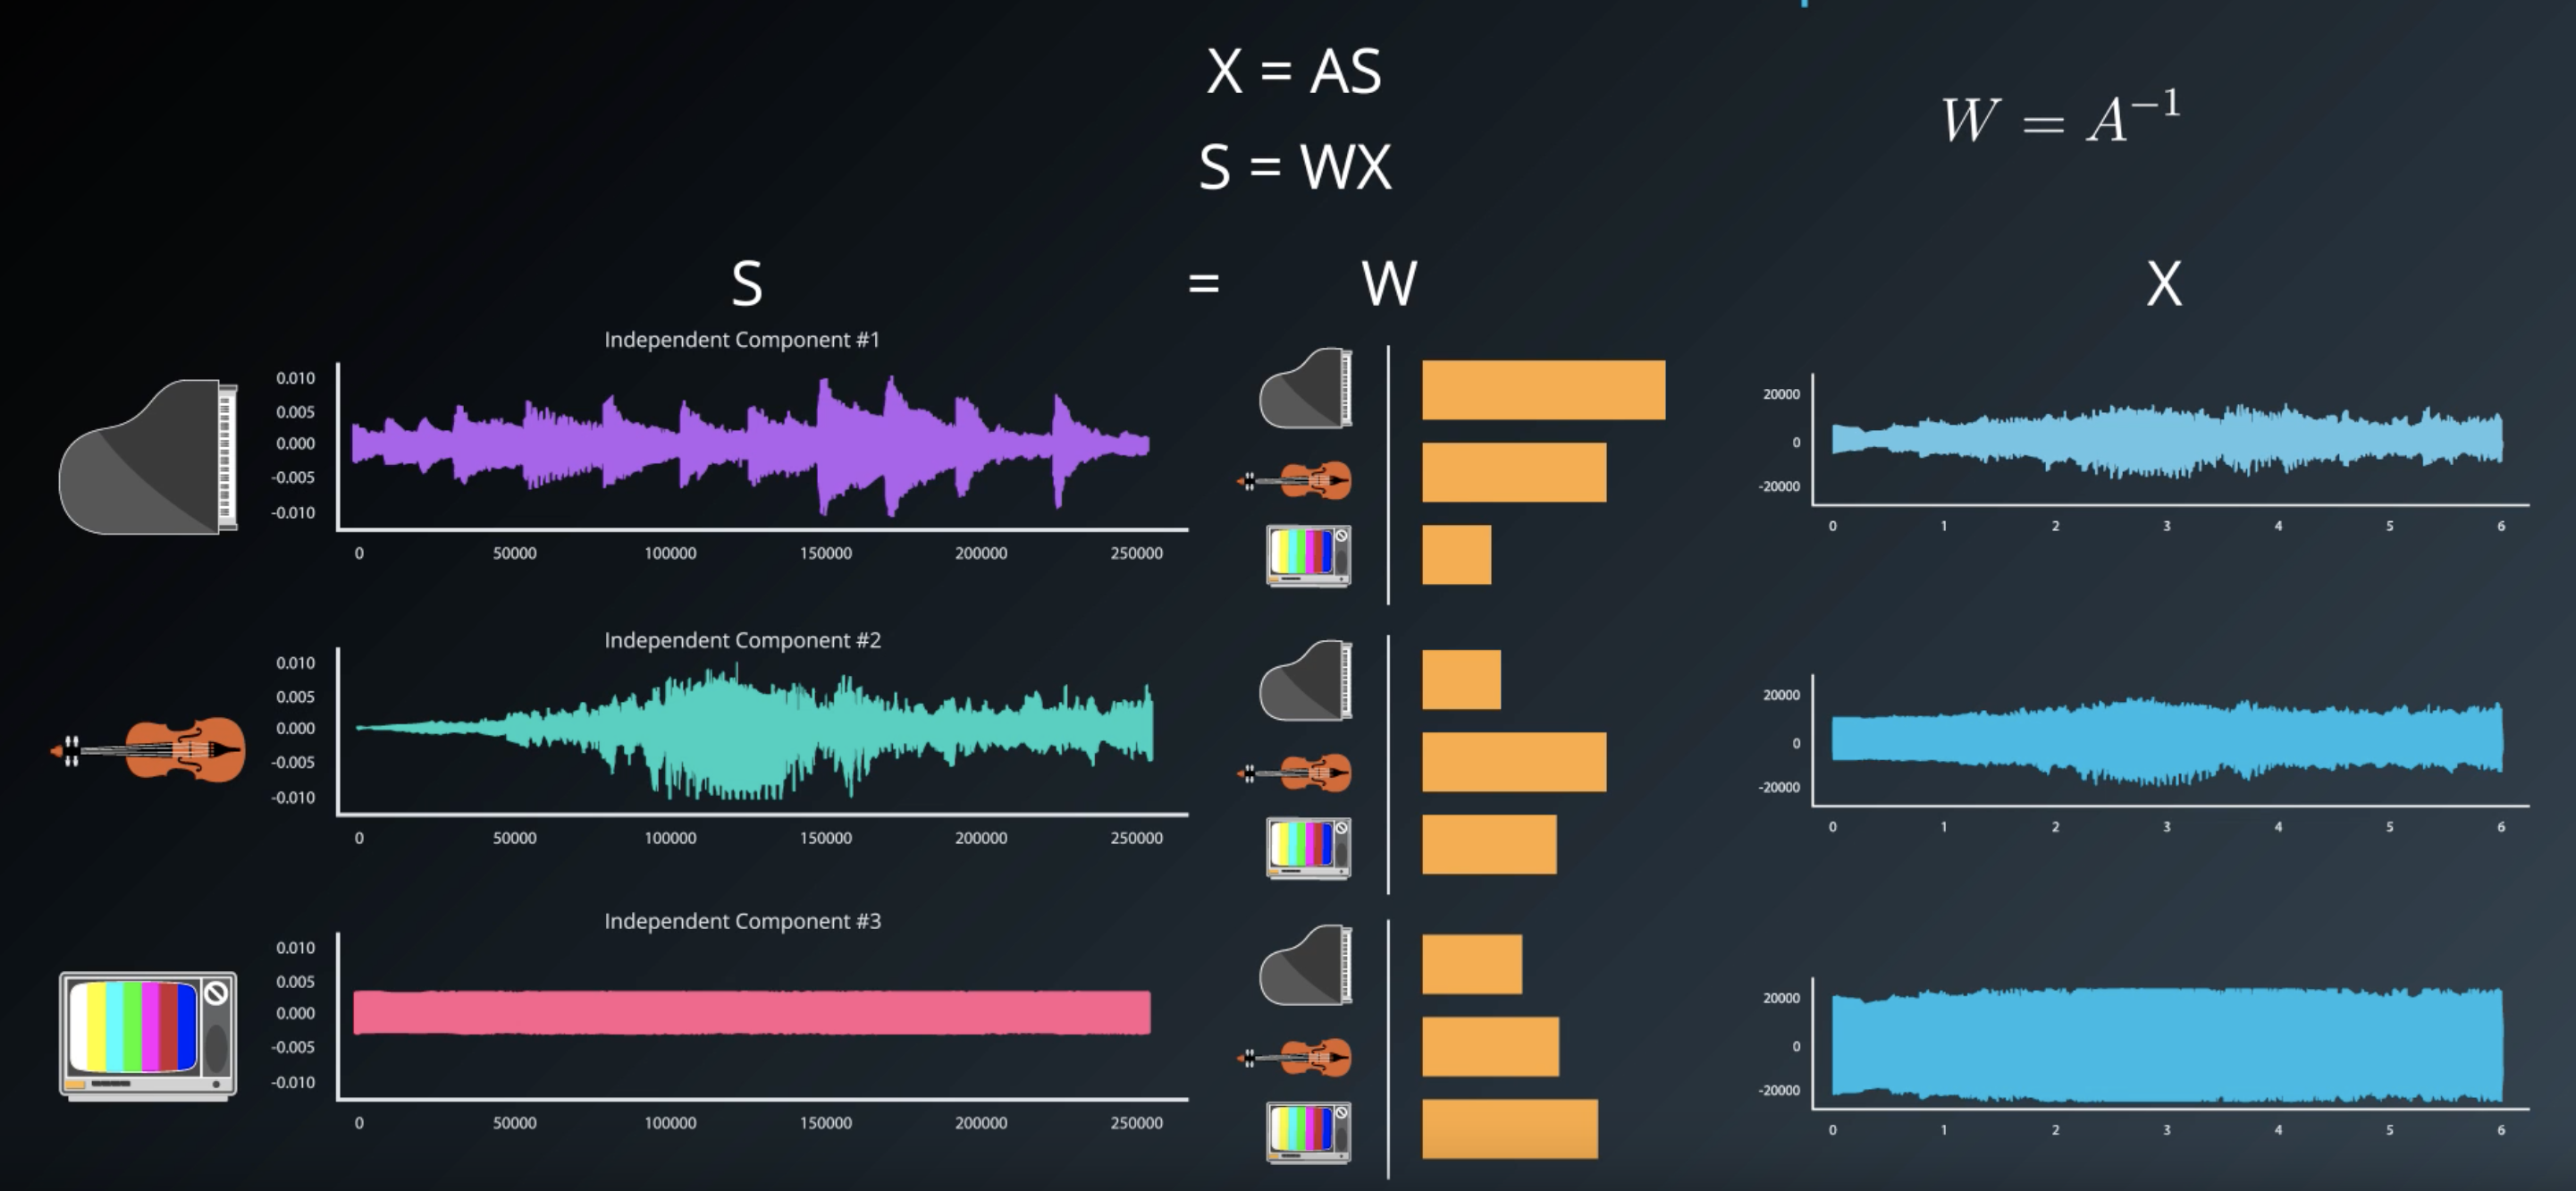 X = AS
W = A⁻¹
S = WX
S = W X
Independent Component #1
0.010
0.005
0.000
-0.005
-0.010
0 50000 100000 150000 200000 250000
20000
0
-20000
0 1 2 3 4 5 6
Independent Component #2
0.010
0.005
0.000
-0.005
-0.010
0 50000 100000 150000 200000 250000
20000
0
-20000
0 1 2 3 4 5 6
Independent Component #3
0.010
0.005
0.000
-0.005
-0.010
0 50000 100000 150000 200000 250000
20000
0
-20000
0 1 2 3 4 5 6